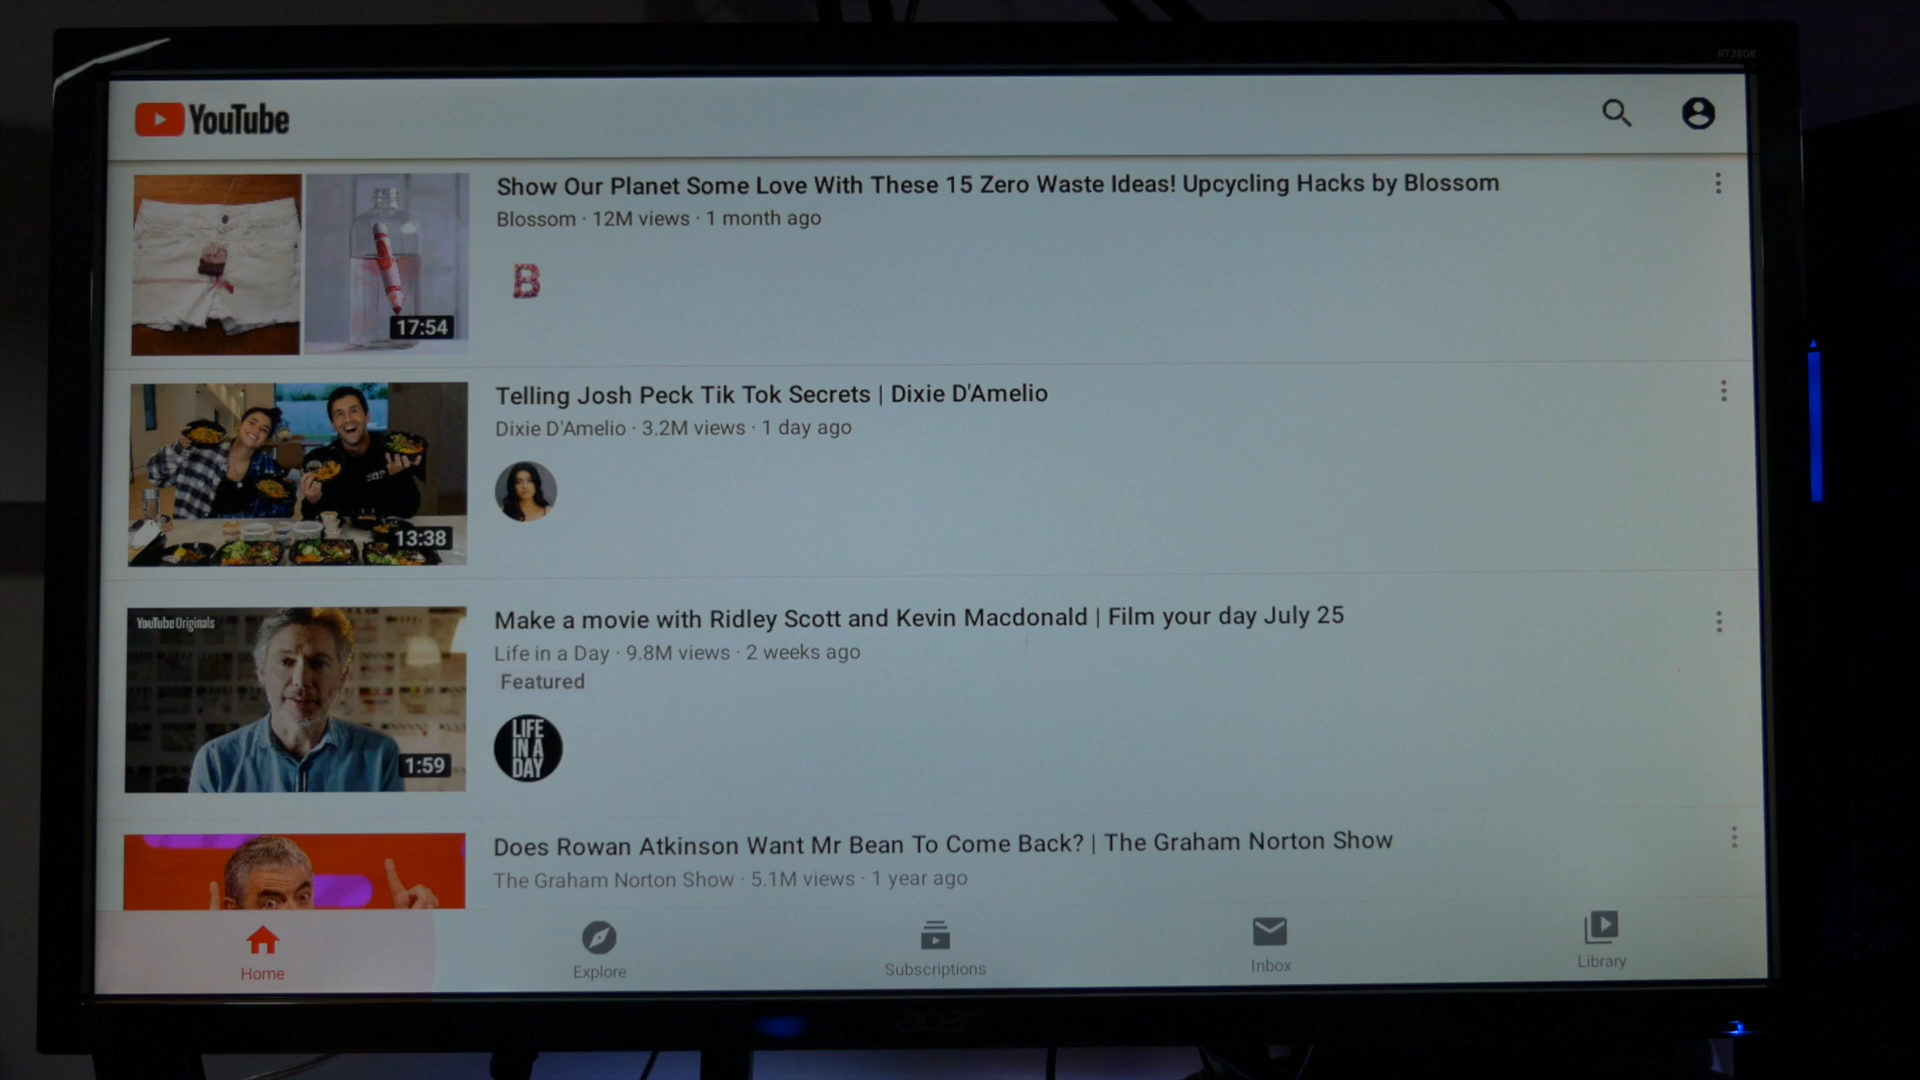 RT280K
YouTube
Show Our Planet Some Love With These 15 Zero Waste Ideas! Upcycling Hacks by Blossom
Blossom · 12M views · 1 month ago
B
17:54
Telling Josh Peck Tik Tok Secrets | Dixie D'Amelio
Dixie D'Amelio · 3.2M views · 1 day ago
13:38
YouTube Originals
Make a movie with Ridley Scott and Kevin Macdonald | Film your day July 25
Life in a Day · 9.8M views · 2 weeks ago
Featured
LIFE
IN A
DAY
1:59
Does Rowan Atkinson Want Mr Bean To Come Back? | The Graham Norton Show
The Graham Norton Show · 5.1M views · 1 year ago
Home
Explore
Subscriptions
Inbox
Library
acer